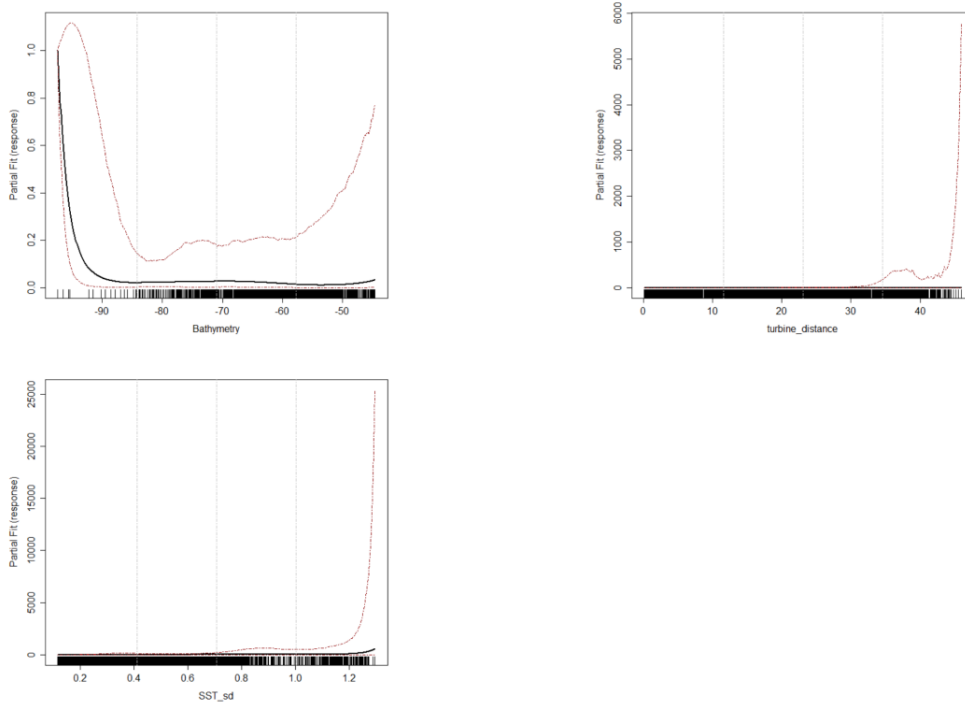 Partial Fit (response)
0.0 0.2 0.4 0.6 0.8 1.0
-90 -80 -70 -60 -50
Bathymetry
Partial Fit (response)
0 1000 2000 3000 4000 5000 6000
0 10 20 30 40
turbine_distance
Partial Fit (response)
0 5000 10000 15000 20000 25000
0.2 0.4 0.6 0.8 1.0 1.2
SST_sd